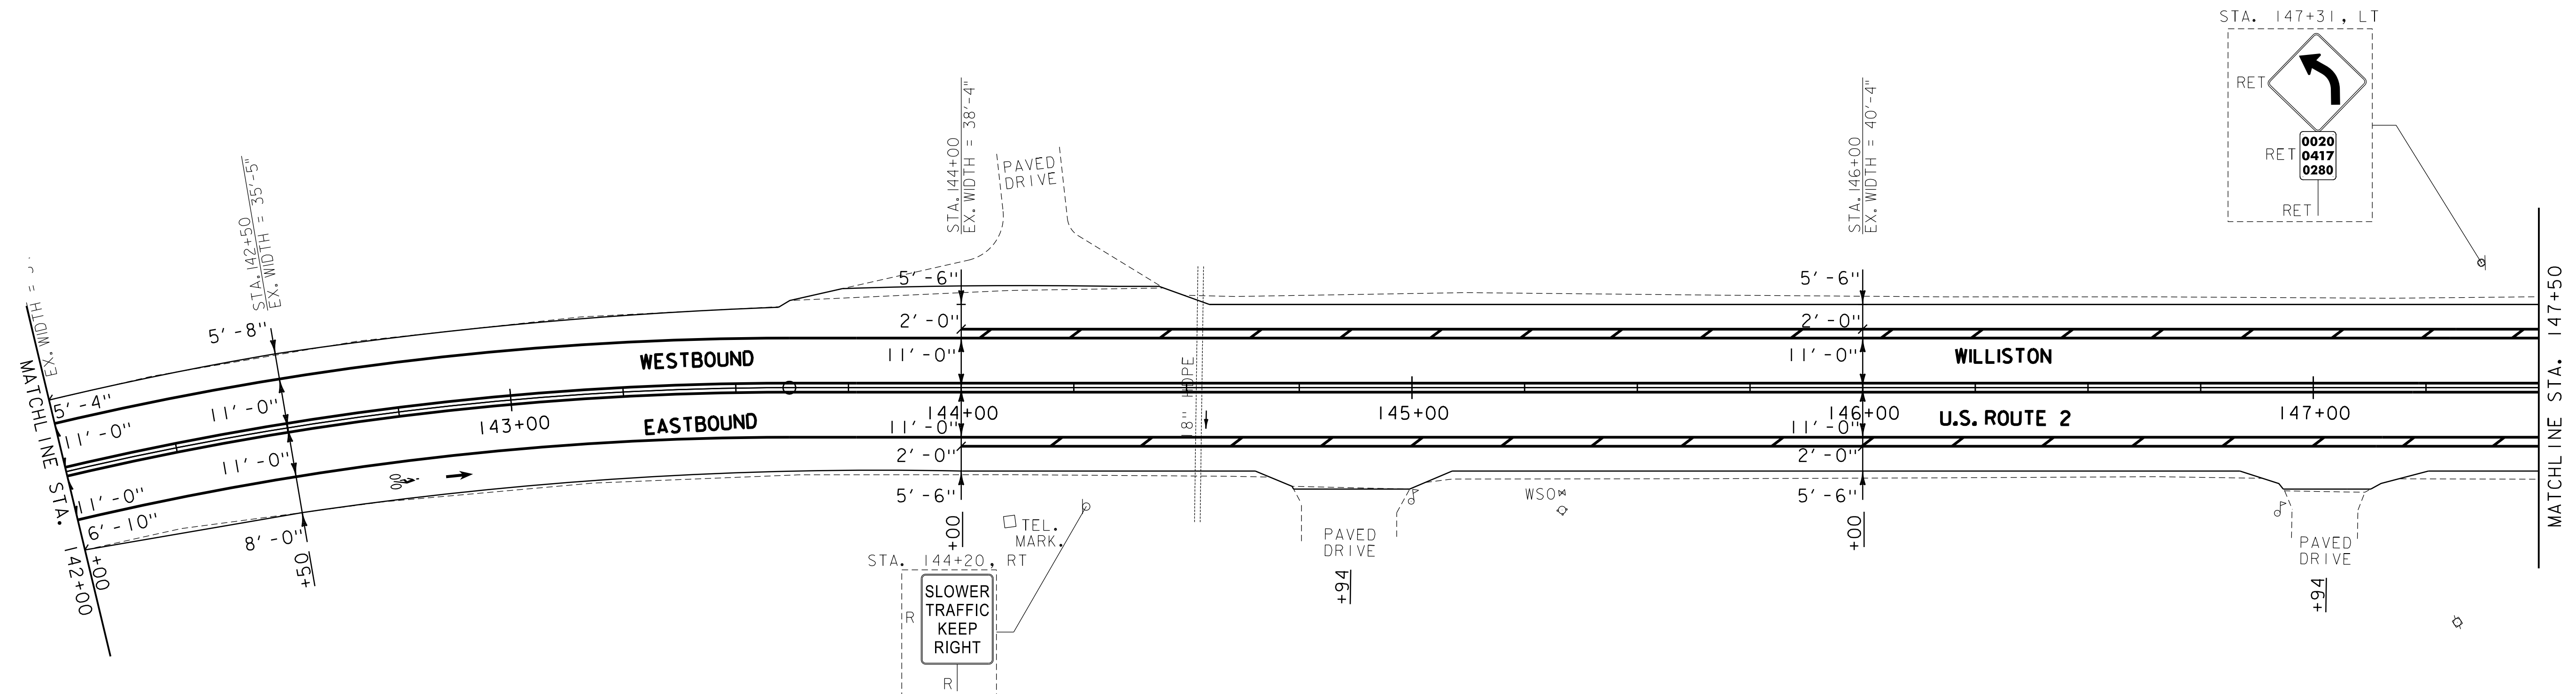 STA. 147+31, LT
RET
0020
RET 0417
0280
RET
STA. 142+50
EX. WIDTH = 35'-5"
STA. 144+00
EX. WIDTH = 38'-4"
PAVED
DRIVE
STA. 146+00
EX. WIDTH = 40'-4"
EX. WIDTH =
MATCHLINE STA. 142+00
5'-4"
11'-0"
11'-0"
6'-10"
+00
5'-8"
11'-0"
11'-0"
8'-0"
+50
WESTBOUND
EASTBOUND
143+00
5'-6"
2'-0"
11'-0"
144+00
11'-0"
2'-0"
5'-6"
+00
18" HDPE
145+00
5'-6"
2'-0"
11'-0"
146+00
11'-0"
2'-0"
5'-6"
+00
WILLISTON
U.S. ROUTE 2
147+00
MATCHLINE STA. 147+50
TEL.
MARK.
WSO
PAVED
DRIVE
+94
PAVED
DRIVE
+94
STA. 144+20, RT
SLOWER
TRAFFIC
R KEEP
RIGHT
R